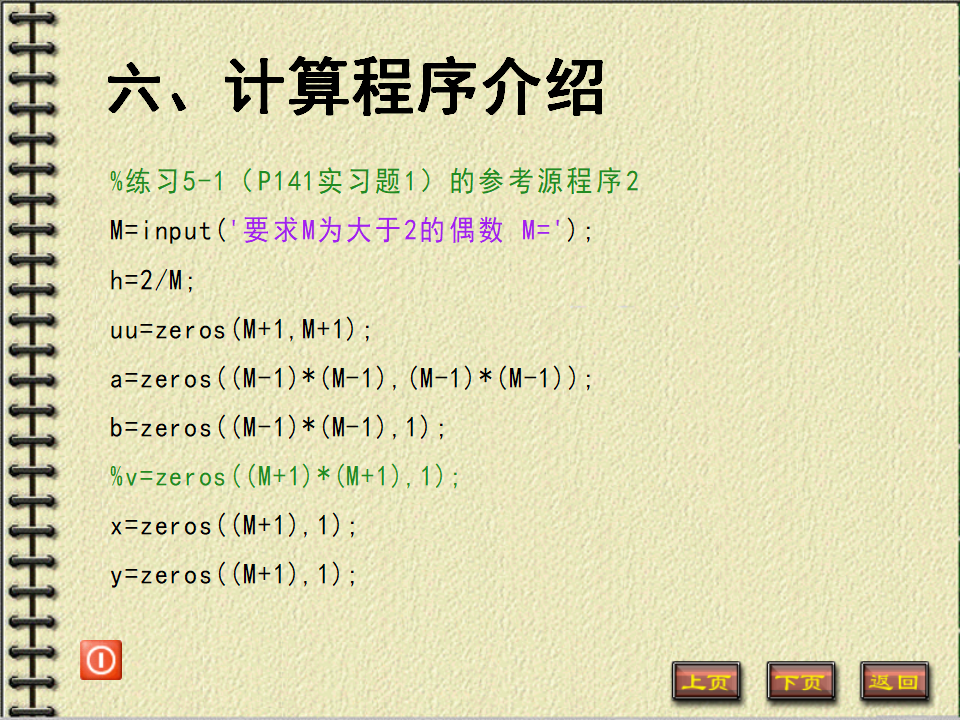 六、计算程序介绍
%练习5-1（P141实习题1）的参考源程序2
M=input('要求M为大于2的偶数 M=');
h=2/M;
uu=zeros(M+1,M+1);
a=zeros((M-1)*(M-1),(M-1)*(M-1));
b=zeros((M-1)*(M-1),1);
%v=zeros((M+1)*(M+1),1);
x=zeros((M+1),1);
y=zeros((M+1),1);
上页 下页 返回